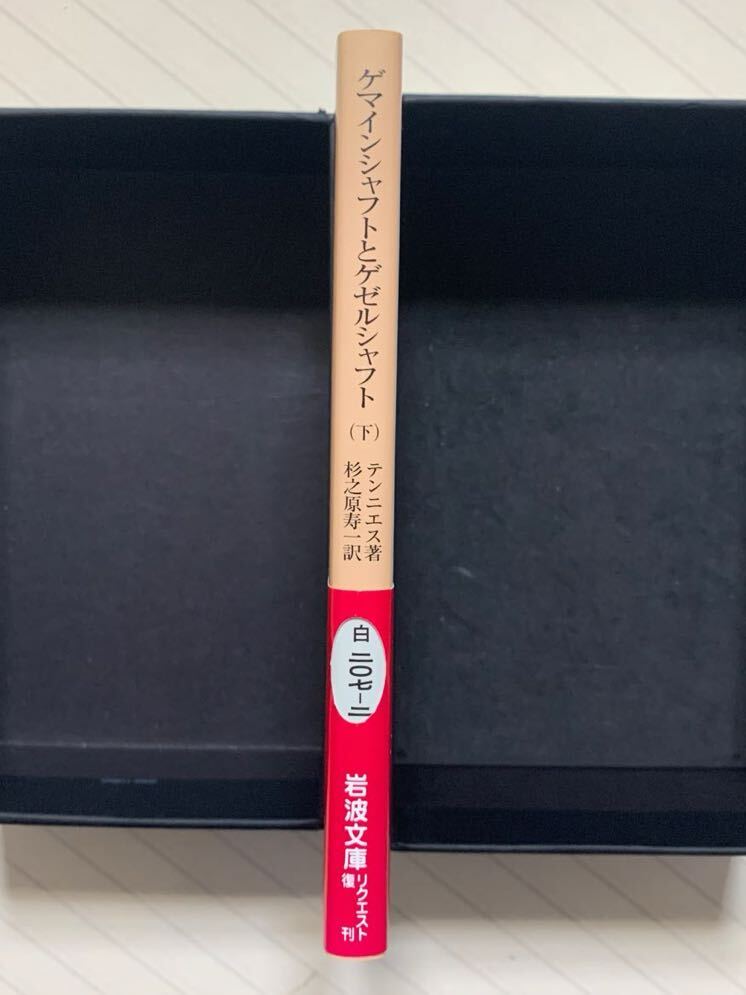 ゲマインシャフトとゲゼルシャフト
(下)
テンニエス著
杉之原寿一訳
白 二〇七-二
岩波文庫
リクエスト
復刊